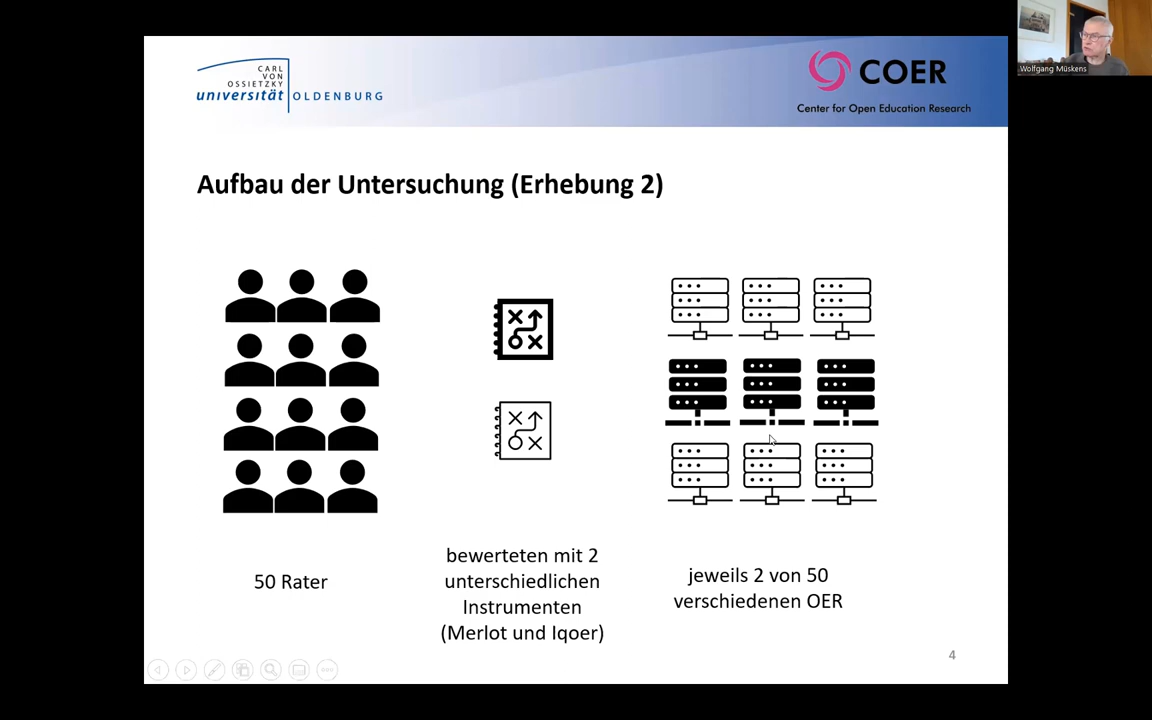 CARL
VON
OSSIETZKY
universität OLDENBURG
COER
Center for Open Education Research
Wolfgang Müskens
Aufbau der Untersuchung (Erhebung 2)
50 Rater
bewerteten mit 2
unterschiedlichen
Instrumenten
(Merlot und Iqoer)
jeweils 2 von 50
verschiedenen OER
4